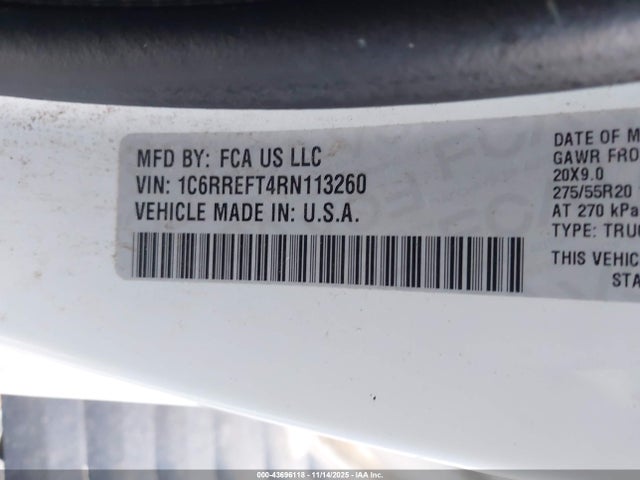 MFD BY: FCA US LLC
VIN: 1C6RREFT4RN113260
VEHICLE MADE IN: U.S.A.
DATE OF M
GAWR FRO
20X9.0
275/55R20
AT 270 kPa
TYPE: TRUC
THIS VEHIC
STA
000-43696118 - 11/14/2025 - IAA Inc.